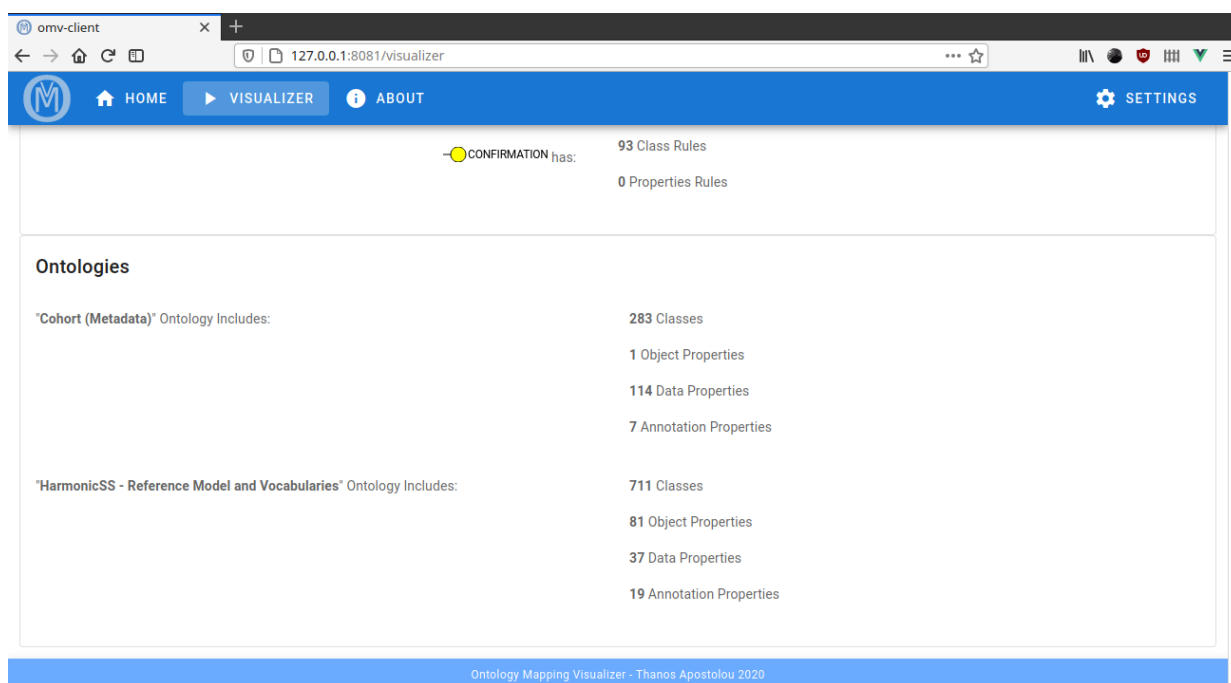 omv-client
127.0.0.1:8081/visualizer
HOME VISUALIZER ABOUT SETTINGS
CONFIRMATION has:
93 Class Rules
0 Properties Rules
Ontologies
"Cohort (Metadata)" Ontology Includes:
283 Classes
1 Object Properties
114 Data Properties
7 Annotation Properties
"HarmonicSS - Reference Model and Vocabularies" Ontology Includes:
711 Classes
81 Object Properties
37 Data Properties
19 Annotation Properties
Ontology Mapping Visualizer - Thanos Apostolou 2020